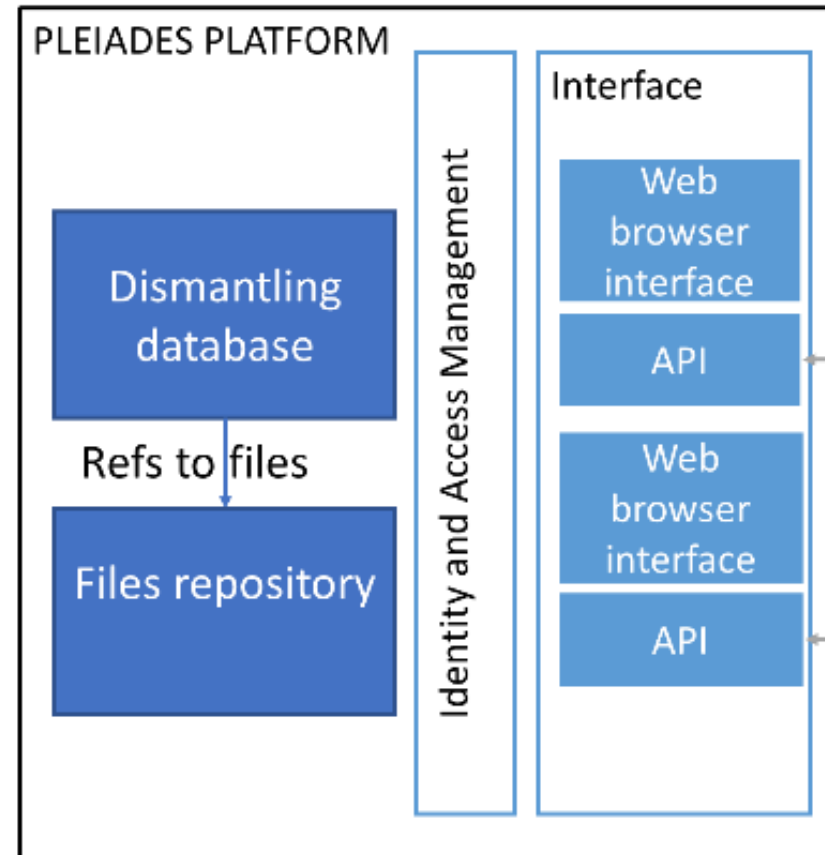 PLEIADES PLATFORM
Dismantling
database
Refs to files
Files repository
Identity and Access Management
Interface
Web
browser
interface
API
Web
browser
interface
API